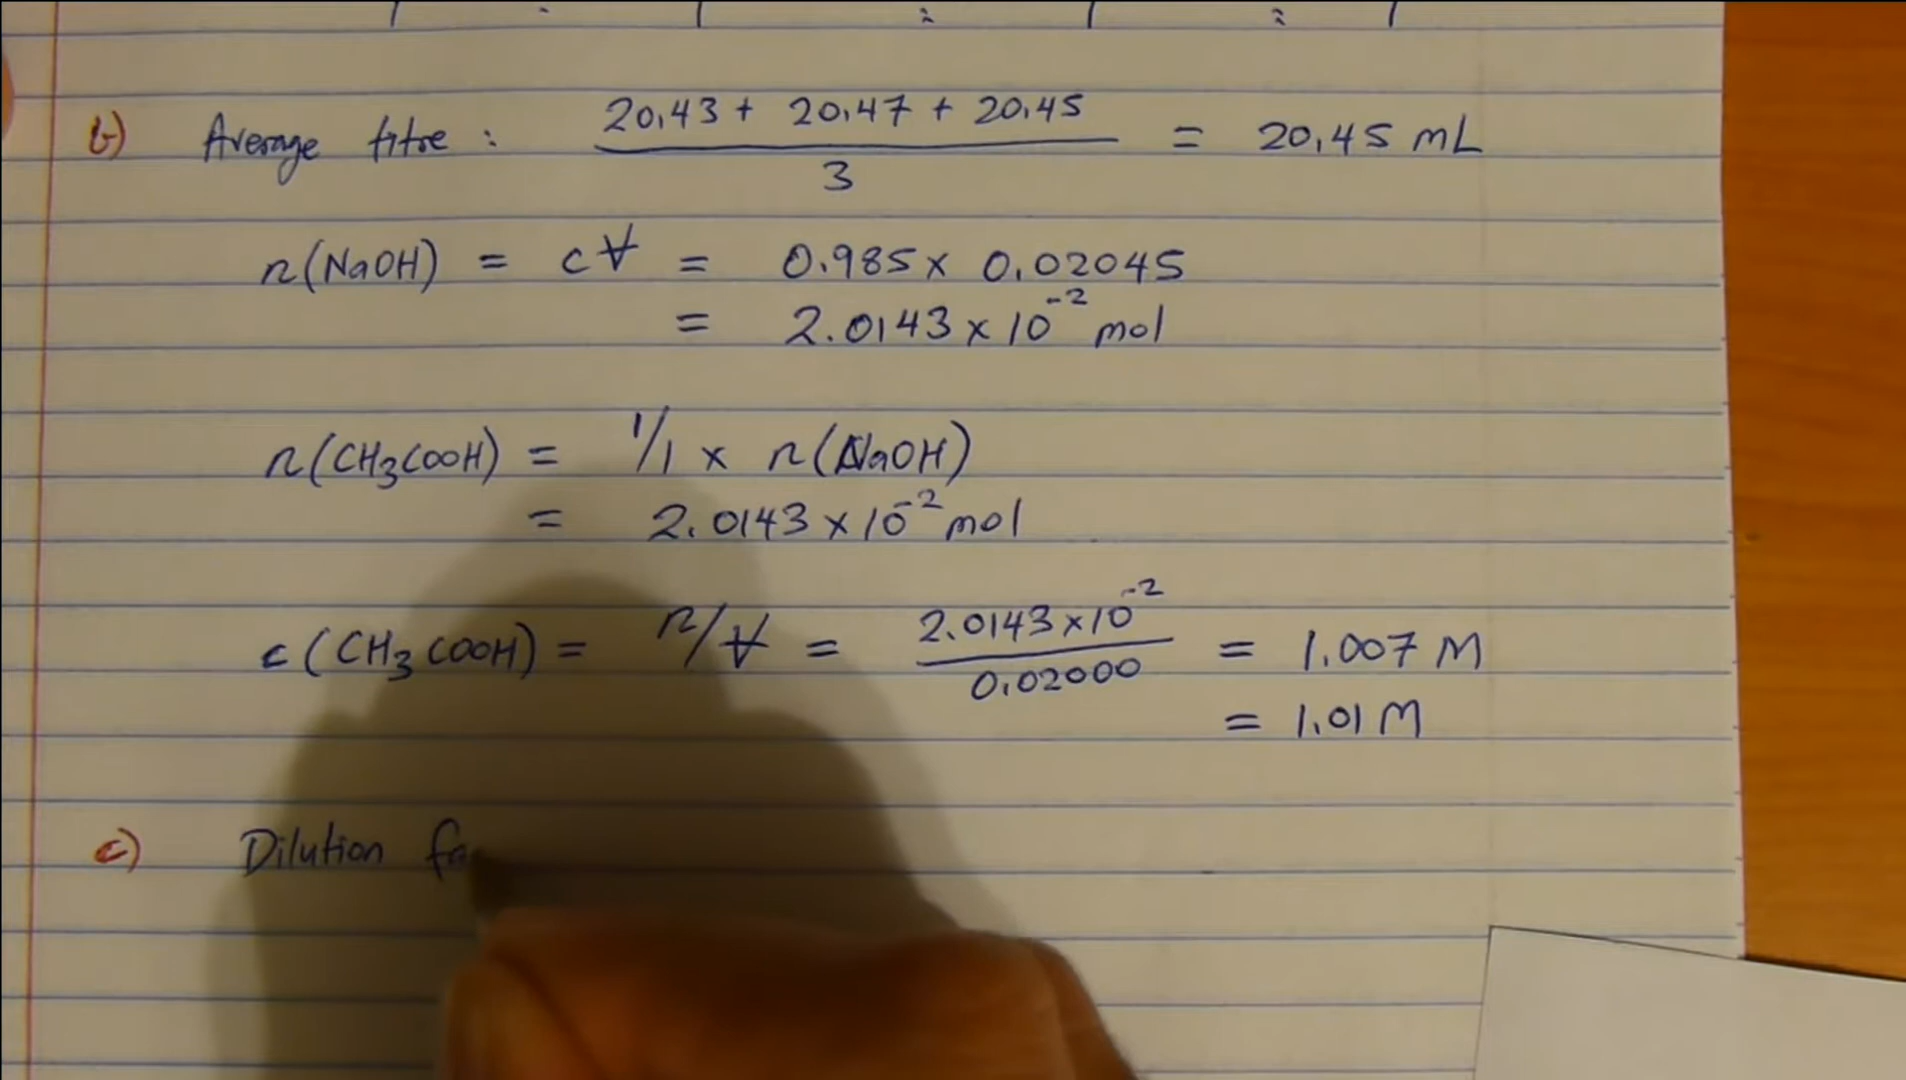 b) Average titre : 20.43 + 20.47 + 20.45 / 3 = 20.45 mL
n(NaOH) = cV = 0.985 x 0.02045
= 2.0143 x 10⁻² mol
n(CH3COOH) = 1/1 x n(NaOH)
= 2.0143 x 10⁻² mol
c(CH3COOH) = n/V = 2.0143 x 10⁻² / 0.02000 = 1.007 M
= 1.01 M
c) Dilution fa